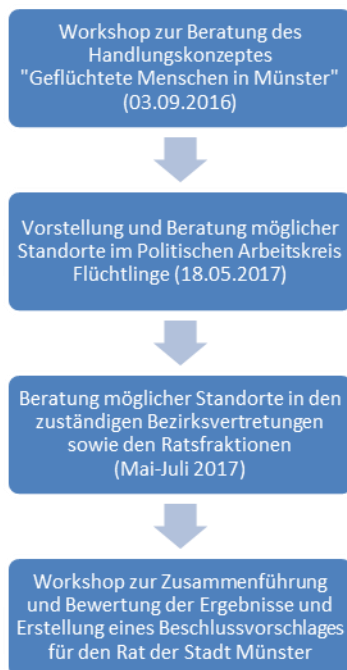 Workshop zur Beratung des
Handlungskonzeptes
"Geflüchtete Menschen in Münster"
(03.09.2016)
Vorstellung und Beratung möglicher
Standorte im Politischen Arbeitskreis
Flüchtlinge (18.05.2017)
Beratung möglicher Standorte in den
zuständigen Bezirksvertretungen
sowie den Ratsfraktionen
(Mai-Juli 2017)
Workshop zur Zusammenführung
und Bewertung der Ergebnisse und
Erstellung eines Beschlussvorschlages
für den Rat der Stadt Münster